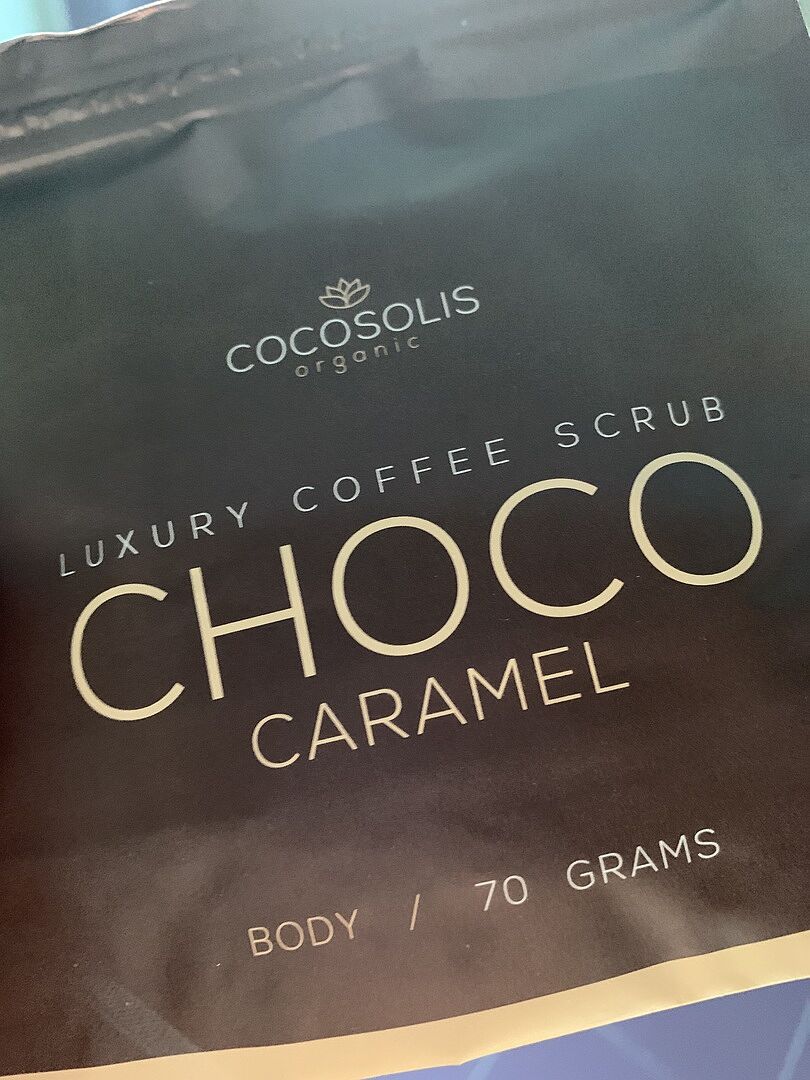 COCOSOLIS
organic
LUXURY COFFEE SCRUB
CHOCO
CARAMEL
BODY / 70 GRAMS